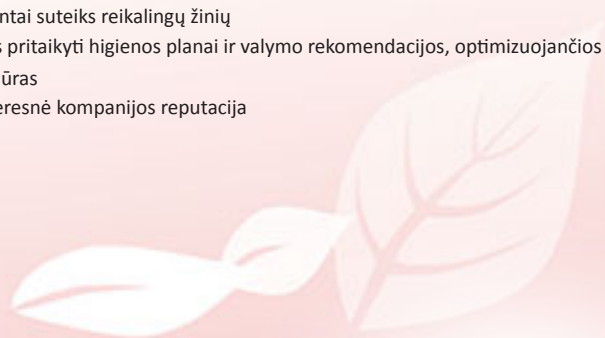 ntai suteiks reikalingų žinių
s pritaikyti higienos planai ir valymo rekomendacijos, optimizuojančios
ūras
eresnė kompanijos reputacija